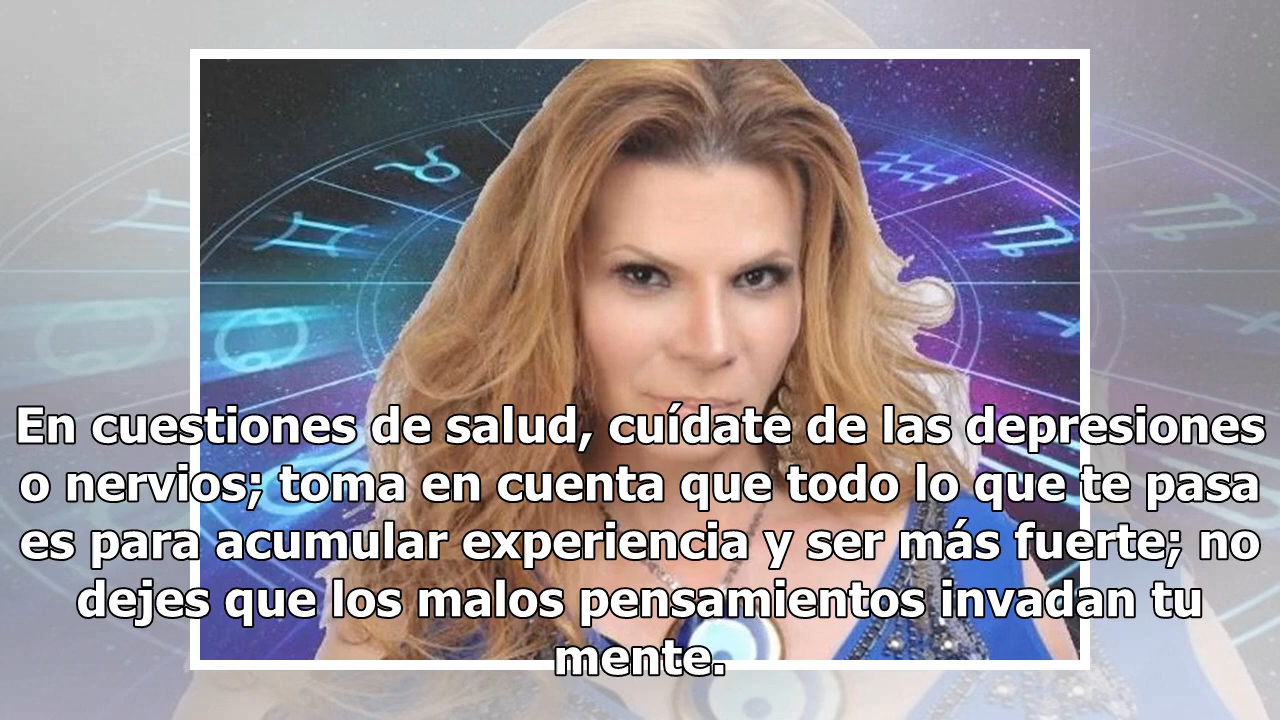 En cuestiones de salud, cuídate de las depresiones
o nervios; toma en cuenta que todo lo que te pasa
es para acumular experiencia y ser más fuerte; no
dejes que los malos pensamientos invadan tu
mente.